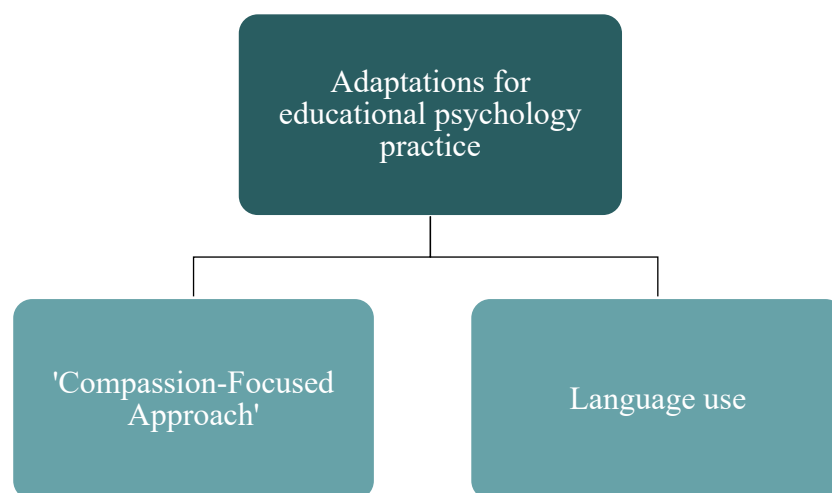 Adaptations for
educational psychology
practice
'Compassion-Focused
Approach'
Language use